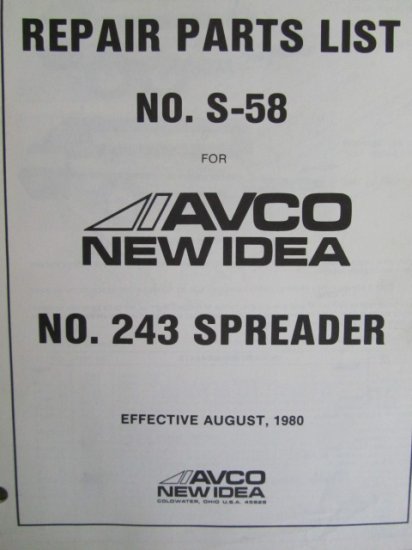 REPAIR PARTS LIST
NO. S-58
FOR
AVCO
NEW IDEA
NO. 243 SPREADER
EFFECTIVE AUGUST, 1980
AVCO
NEW IDEA
COLDWATER, OHIO U.S.A. 45828